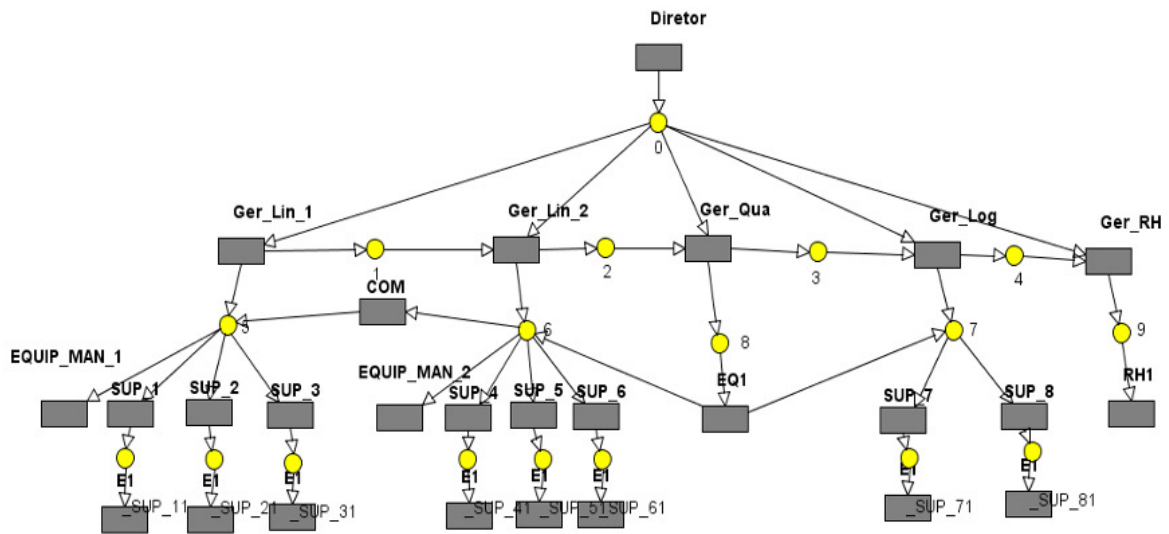 Diretor
0
Ger_Lin_1
Ger_Lin_2
Ger_Qua
Ger_Log
Ger_RH
1
2
3
4
COM
5
6
7
8
9
EQUIP_MAN_1
SUP_1
SUP_2
SUP_3
EQUIP_MAN_2
SUP_4
SUP_5
SUP_6
EQ1
SUP_7
SUP_8
RH1
E1
E1
E1
E1
E1
E1
E1
E1
_SUP_11
_SUP_21
_SUP_31
_SUP_41
_SUP_51
_SUP_61
_SUP_71
_SUP_81